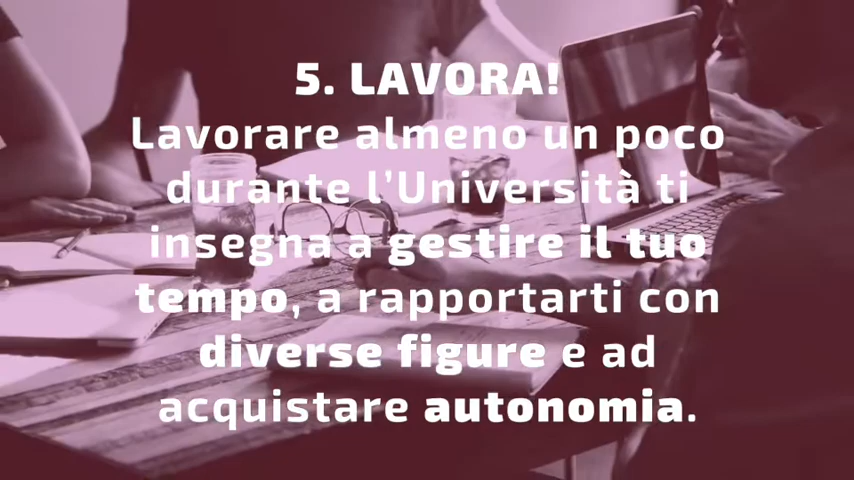 5. LAVORA!
Lavorare almeno un poco
durante l'Università ti
insegna a gestire il tuo
tempo, a rapportarti con
diverse figure e ad
acquistare autonomia.